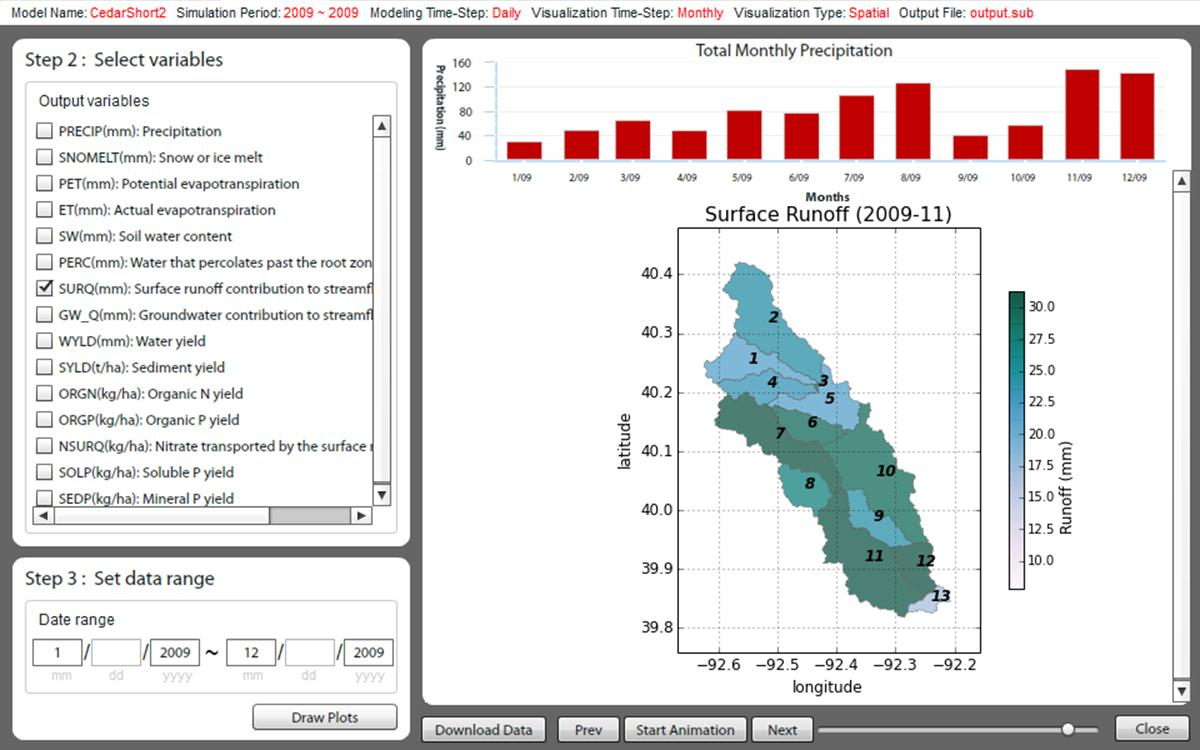 Model Name: CedarShort2 Simulation Period: 2009 ~ 2009 Modeling Time-Step: Daily Visualization Time-Step: Monthly Visualization Type: Spatial Output File: output.sub
Step 2 : Select variables
Output variables
PRECIP(mm): Precipitation
SNOMELT(mm): Snow or ice melt
PET(mm): Potential evapotranspiration
ET(mm): Actual evapotranspiration
SW(mm): Soil water content
PERC(mm): Water that percolates past the root zon
SURQ(mm): Surface runoff contribution to streamfl
GW_Q(mm): Groundwater contribution to streamfl
WYLD(mm): Water yield
SYLD(t/ha): Sediment yield
ORGN(kg/ha): Organic N yield
ORGP(kg/ha): Organic P yield
NSURQ(kg/ha): Nitrate transported by the surface r
SOLP(kg/ha): Soluble P yield
SEDP(kg/ha): Mineral P yield
Step 3 : Set data range
Date range
1 / / 2009 ~ 12 / / 2009
mm dd yyyy mm dd yyyy
Draw Plots
Total Monthly Precipitation
Precipitation (mm)
160
120
80
40
0
1/09 2/09 3/09 4/09 5/09 6/09 7/09 8/09 9/09 10/09 11/09 12/09
Months
Surface Runoff (2009-11)
latitude
40.4
40.3
40.2
40.1
40.0
39.9
39.8
2
1
3
4
5
6
7
10
8
9
11
12
13
−92.6 −92.5 −92.4 −92.3 −92.2
longitude
30.0
27.5
25.0
22.5
20.0
17.5
15.0
12.5
10.0
Runoff (mm)
Download Data Prev Start Animation Next Close